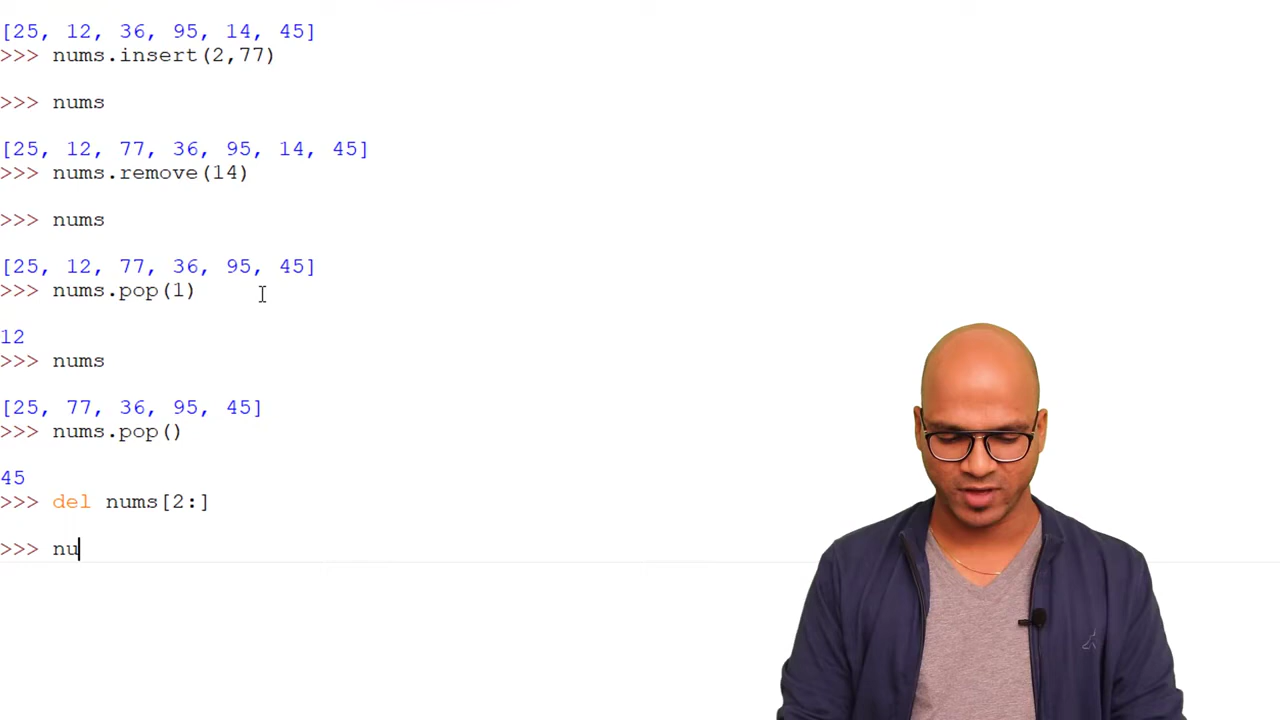 [25, 12, 36, 95, 14, 45]
>>> nums.insert(2,77)
>>> nums
[25, 12, 77, 36, 95, 14, 45]
>>> nums.remove(14)
>>> nums
[25, 12, 77, 36, 95, 45]
>>> nums.pop(1)
12
>>> nums
[25, 77, 36, 95, 45]
>>> nums.pop()
45
>>> del nums[2:]
>>> nu